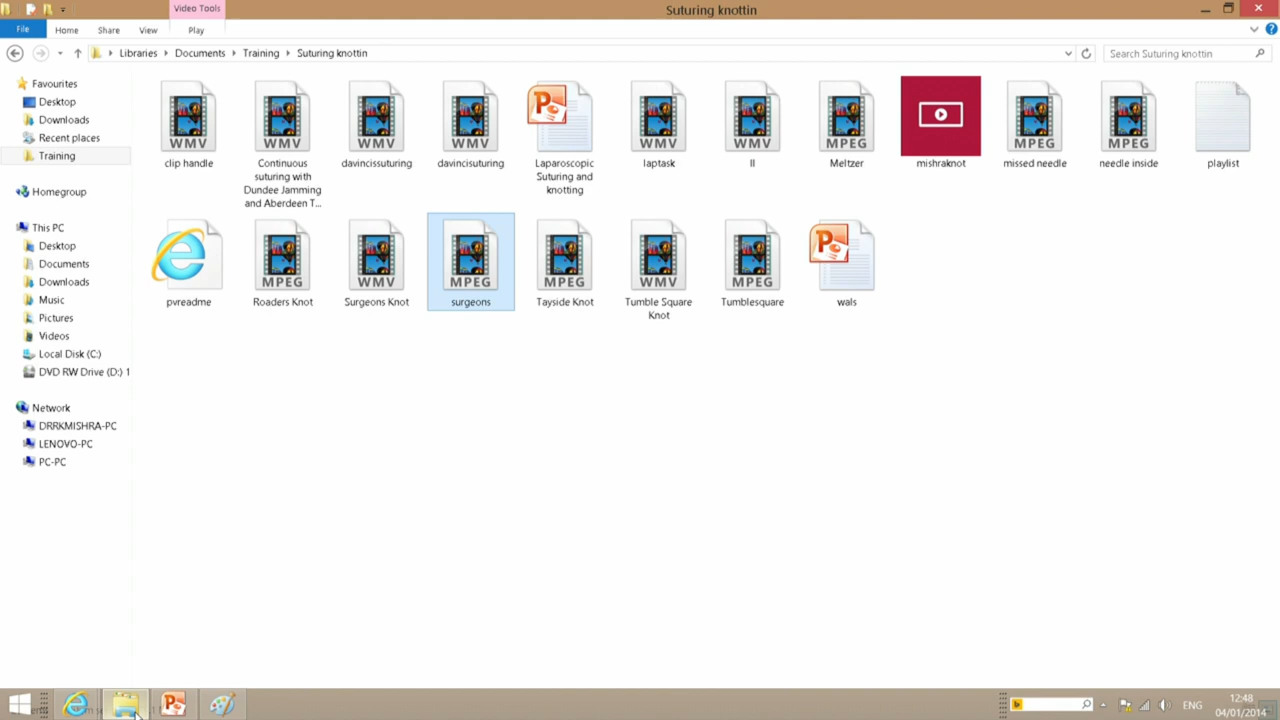 Video Tools
Suturing knottin
File
Home
Share
View
Play
Libraries
Documents
Training
Suturing knottin
Search Suturing knottin
Favourites
Desktop
Downloads
Recent places
Training
Homegroup
This PC
Desktop
Documents
Downloads
Music
Pictures
Videos
Local Disk (C:)
DVD RW Drive (D:) 1
Network
DRRKMISHRA-PC
LENOVO-PC
PC-PC
WMV
clip handle
WMV
Continuous
suturing with
Dundee Jamming
and Aberdeen T...
WMV
davincissuturing
WMV
davincisuturing
P
Laparoscopic
Suturing and
knotting
WMV
laptask
WMV
II
MPEG
Meltzer
mishraknot
MPEG
missed needle
MPEG
needle inside
playlist
pvreadme
MPEG
Roaders Knot
WMV
Surgeons Knot
MPEG
surgeons
MPEG
Tayside Knot
WMV
Tumble Square
Knot
MPEG
Tumblesquare
P
wals
ENG
12:48
04/01/2014